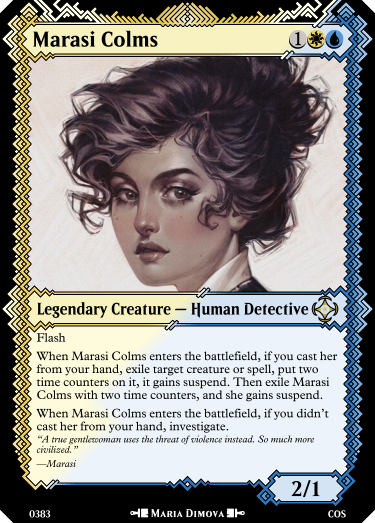 Marasi Colms 1
Legendary Creature — Human Detective
Flash
When Marasi Colms enters the battlefield, if you cast her
from your hand, exile target creature or spell, put two
time counters on it, it gains suspend. Then exile Marasi
Colms with two time counters, and she gains suspend.
When Marasi Colms enters the battlefield, if you didn't
cast her from your hand, investigate.
"A true gentlewoman uses the threat of violence instead. So much more
civilized."
—Marasi
2/1
0383 Maria Dimova COS